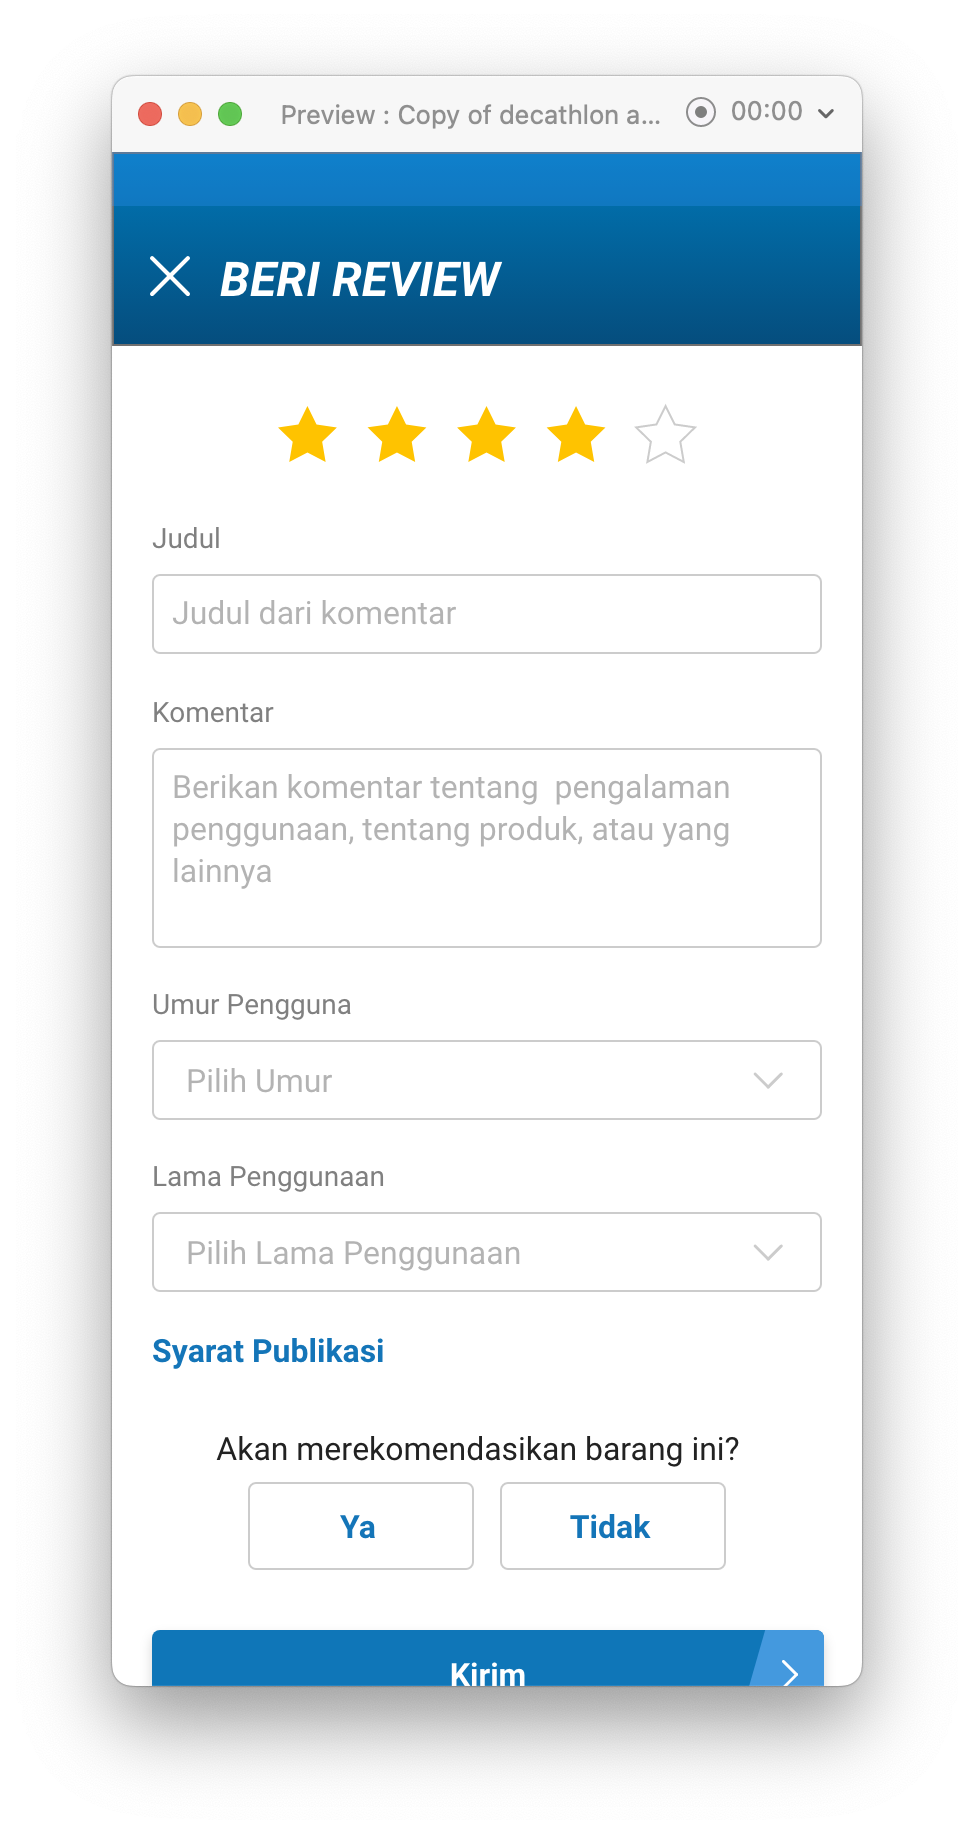 Preview : Copy of decathlon a... 00:00
BERI REVIEW
Judul
Judul dari komentar
Komentar
Berikan komentar tentang  pengalaman
penggunaan, tentang produk, atau yang
lainnya
Umur Pengguna
Pilih Umur
Lama Penggunaan
Pilih Lama Penggunaan
Syarat Publikasi
Akan merekomendasikan barang ini?
Ya Tidak
Kirim